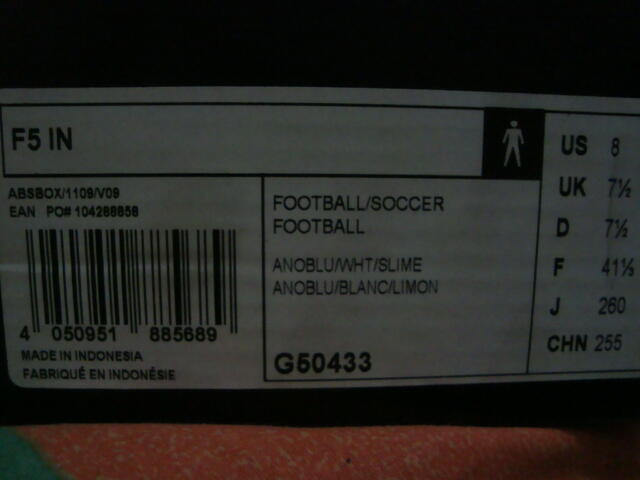 F5 IN
ABSBOX/1109/V09
EAN PO# 104288858
4 050951 885689
MADE IN INDONESIA
FABRIQUÉ EN INDONÉSIE
FOOTBALL/SOCCER
FOOTBALL
ANOBLU/WHT/SLIME
ANOBLU/BLANC/LIMON
G50433
US 8
UK 7½
D 7½
F 41⅓
J 260
CHN 255